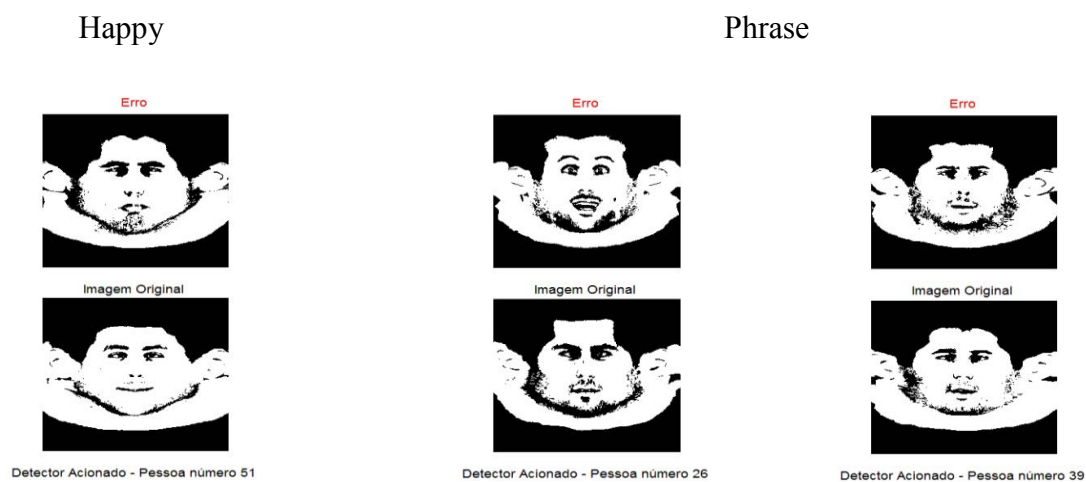 Happy
Phrase
Erro
Erro
Erro
Imagem Original
Imagem Original
Imagem Original
Detector Acionado - Pessoa número 51
Detector Acionado - Pessoa número 26
Detector Acionado - Pessoa número 39